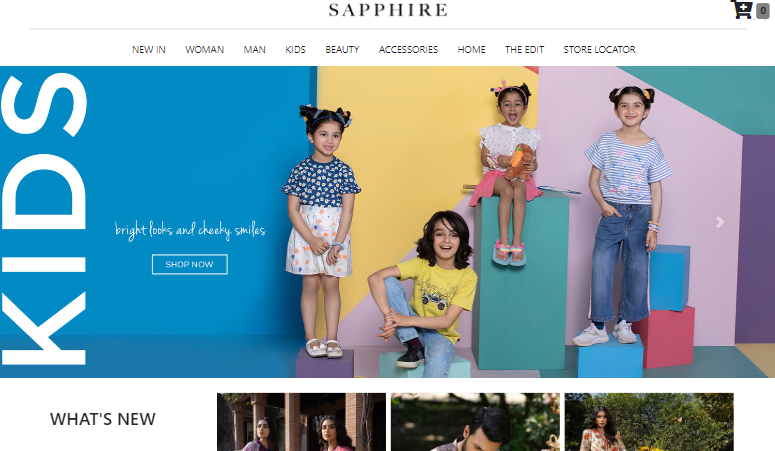 SAPPHIRE
0
NEW IN WOMAN MAN KIDS BEAUTY ACCESSORIES HOME THE EDIT STORE LOCATOR
KIDS
bright looks and cheeky smiles
SHOP NOW
WHAT'S NEW